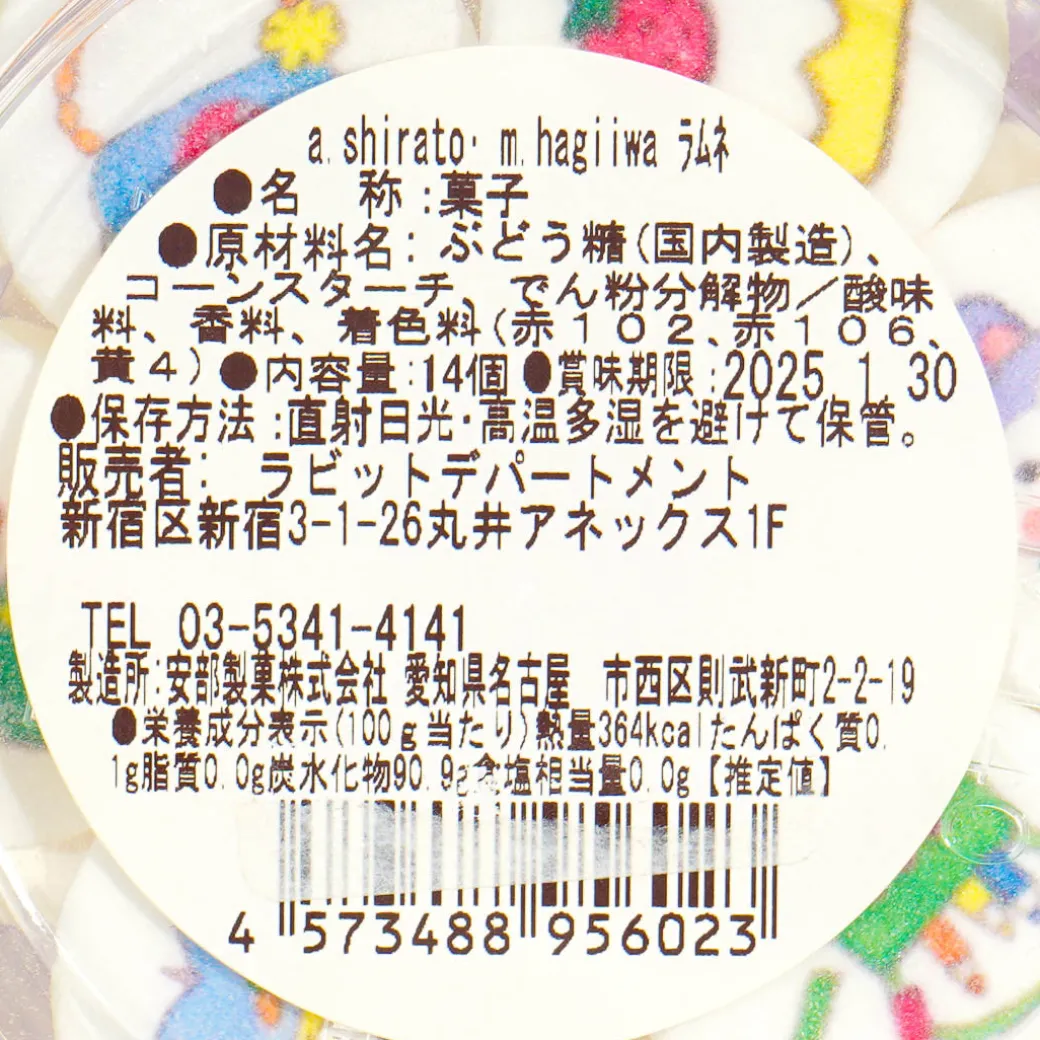 a.shirato・ m.hagiiwa ﾗﾑﾈ
●名　称:菓子
●原材料名: ぶどう糖(国内製造)、
コーンスターチ、でん粉分解物／酸味
料、香料、着色料(赤１０２、赤１０６、
黄４) ●内容量:14個 ●賞味期限:2025. 1. 30
●保存方法:直射日光・高温多湿を避けて保管。
販売者:　ラビットデパートメント
新宿区新宿3-1-26丸井アネックス1F
TEL 03-5341-4141
製造所:安部製菓株式会社 愛知県名古屋　市西区則武新町2-2-19
●栄養成分表示(100ｇ当たり)熱量364kcalたんぱく質0.
1g脂質0.0g炭水化物90.9g食塩相当量0.0g【推定値】
4 573488 956023